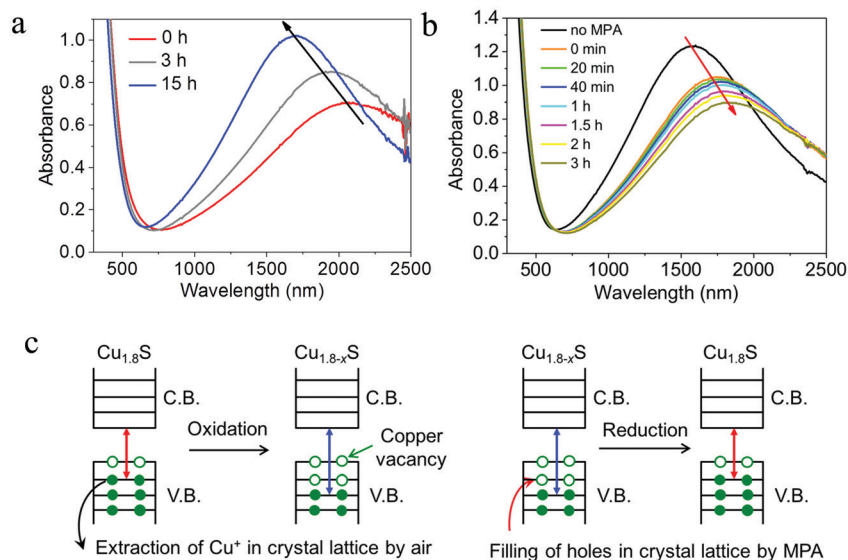 a
0 h
3 h
15 h
1.0
0.8
0.6
0.4
0.2
0.0
Absorbance
500 1000 1500 2000 2500
Wavelength (nm)
b
no MPA
0 min
20 min
40 min
1 h
1.5 h
2 h
3 h
1.4
1.2
1.0
0.8
0.6
0.4
0.2
0.0
Absorbance
500 1000 1500 2000 2500
Wavelength (nm)
c
Cu1.8S
Cu1.8-xS
C.B.
Oxidation
Copper
vacancy
V.B.
Extraction of Cu+ in crystal lattice by air
Cu1.8-xS
Cu1.8S
C.B.
Reduction
V.B.
Filling of holes in crystal lattice by MPA